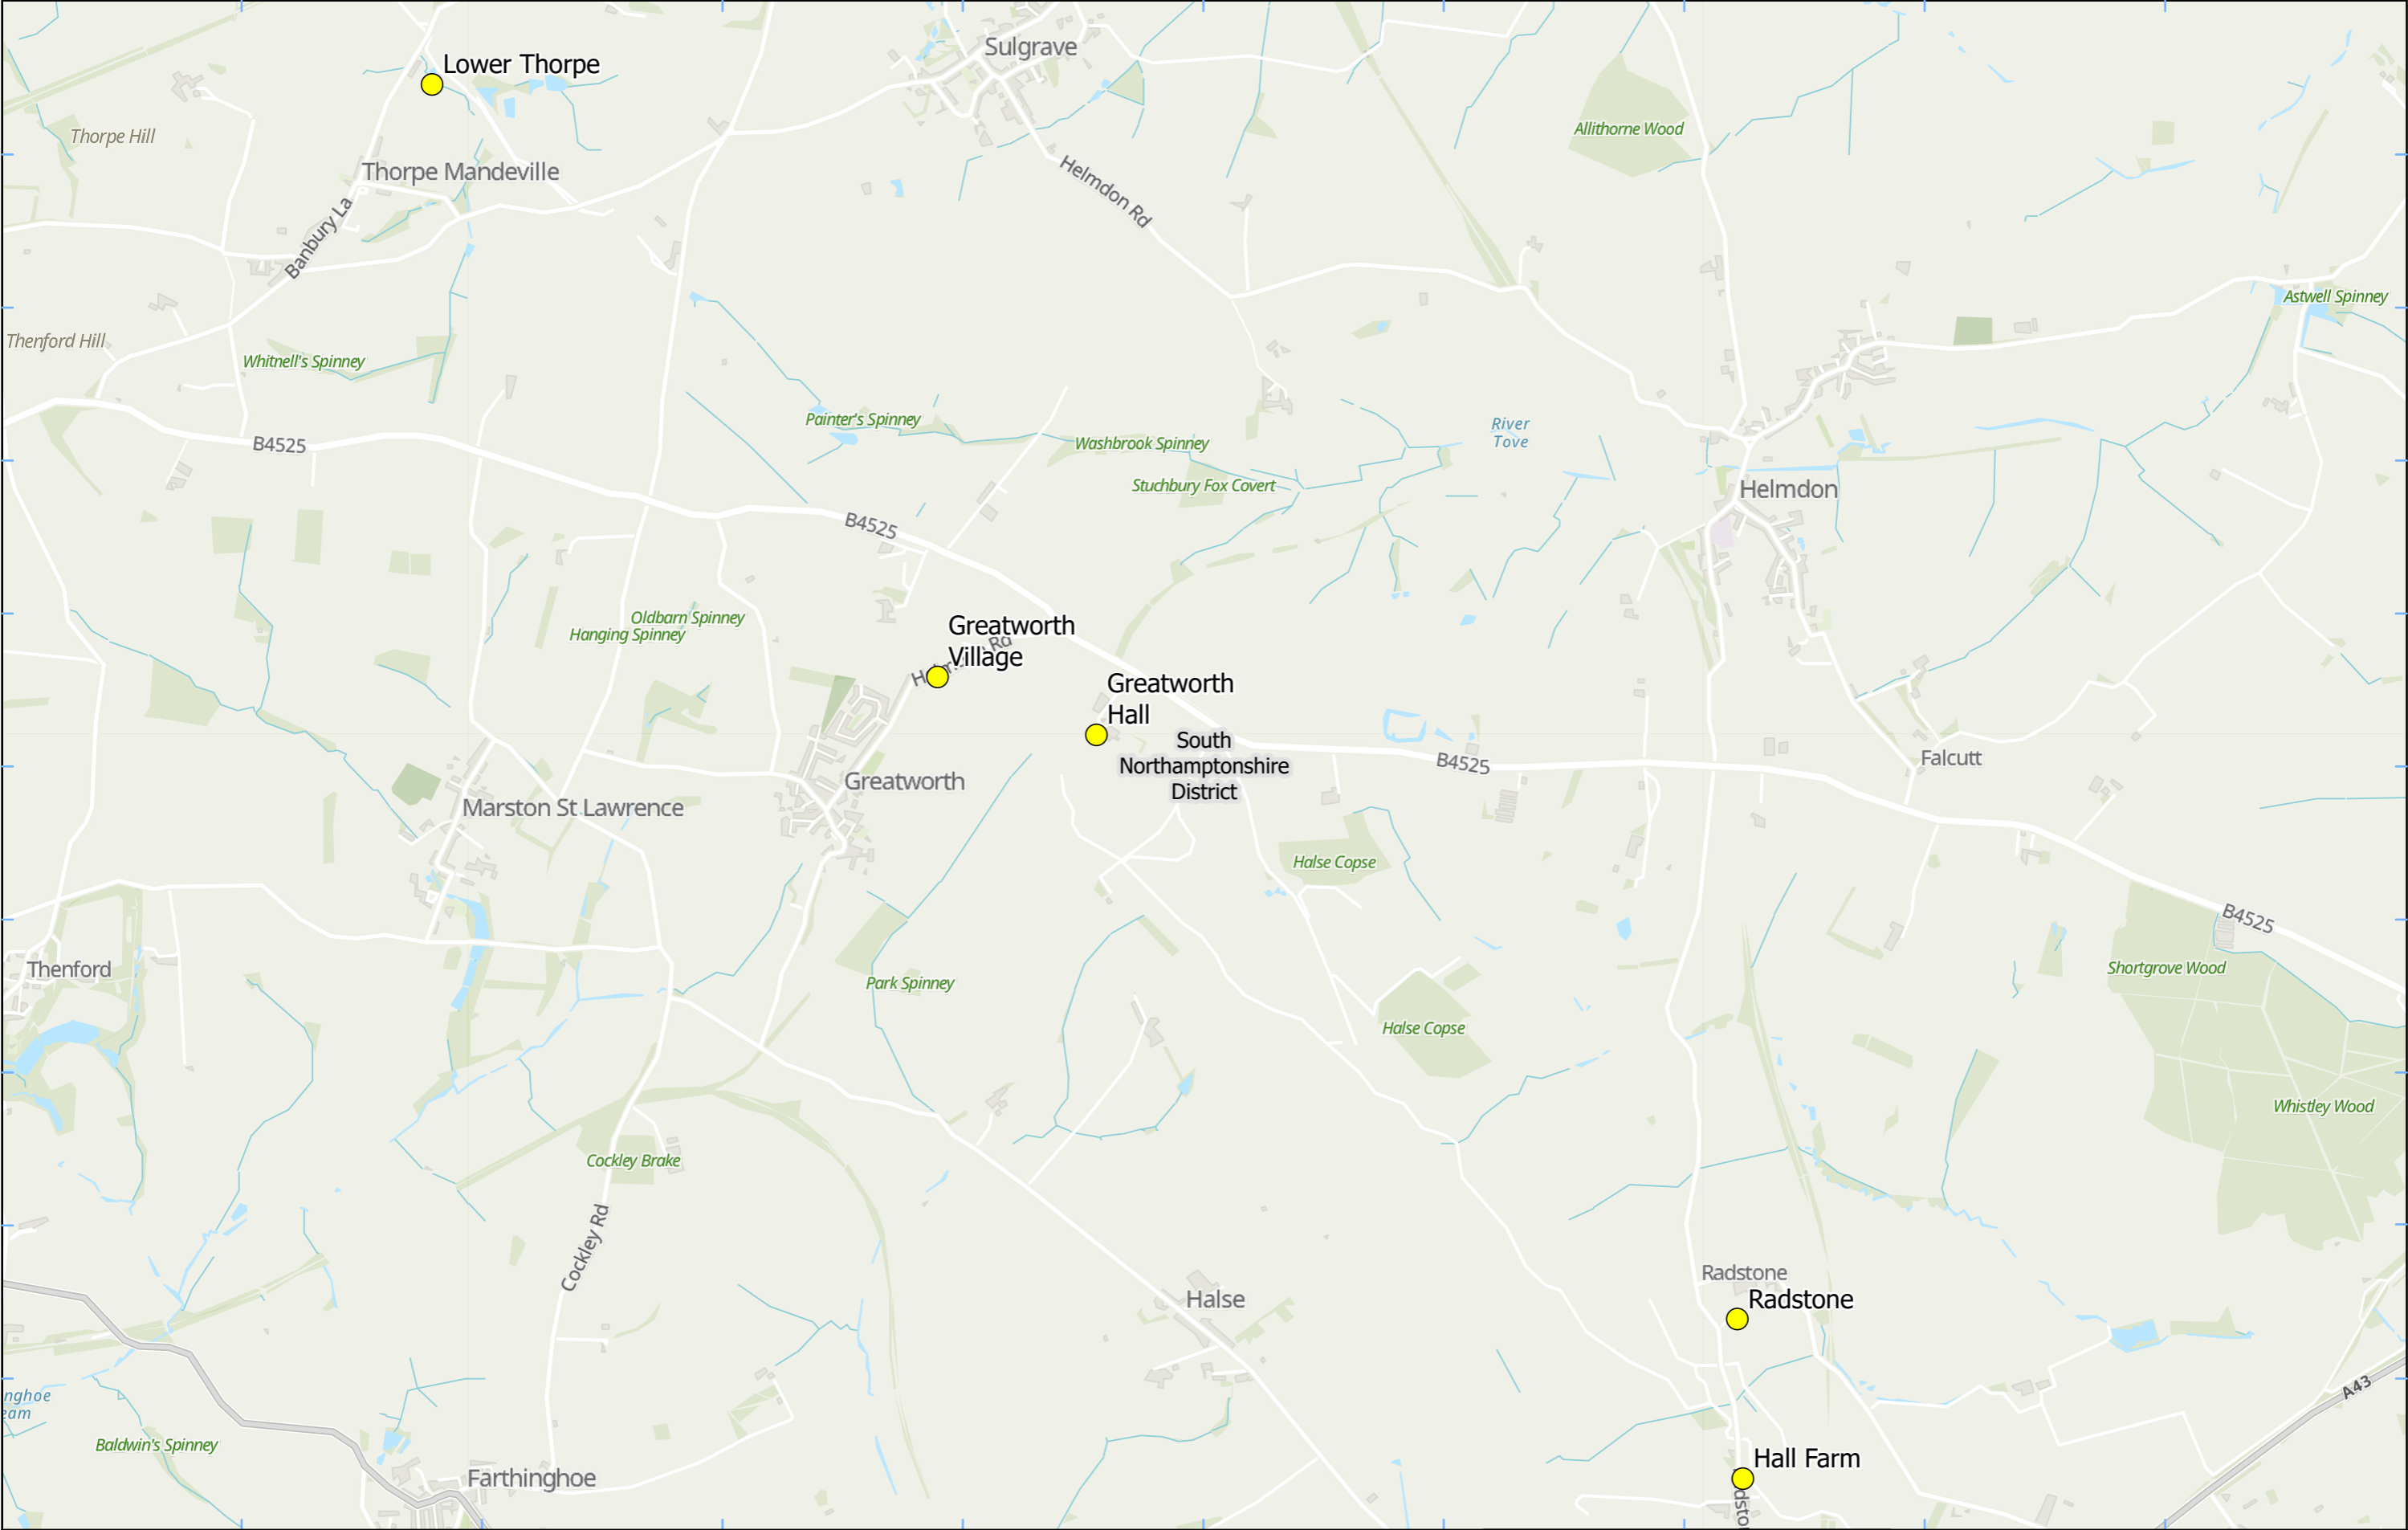 Sulgrave
Lower Thorpe
Thorpe Hill
Allithorne Wood
Thorpe Mandeville
Helmdon Rd
Banbury La
Astwell Spinney
Thenford Hill
Whitnell's Spinney
Painter's Spinney
River
Tove
B4525
Washbrook Spinney
Stuchbury Fox Covert
Helmdon
B4525
Oldbarn Spinney
Hanging Spinney
Greatworth
Village
Rd
Greatworth
Hall
South
Northamptonshire
District
B4525
Falcutt
Greatworth
Marston St Lawrence
Halse Copse
B4525
Thenford
Shortgrove Wood
Park Spinney
Halse Copse
Whistley Wood
Cockley Brake
Cockley Rd
Radstone
Radstone
Halse
A43
Baldwin's Spinney
Hall Farm
Farthinghoe